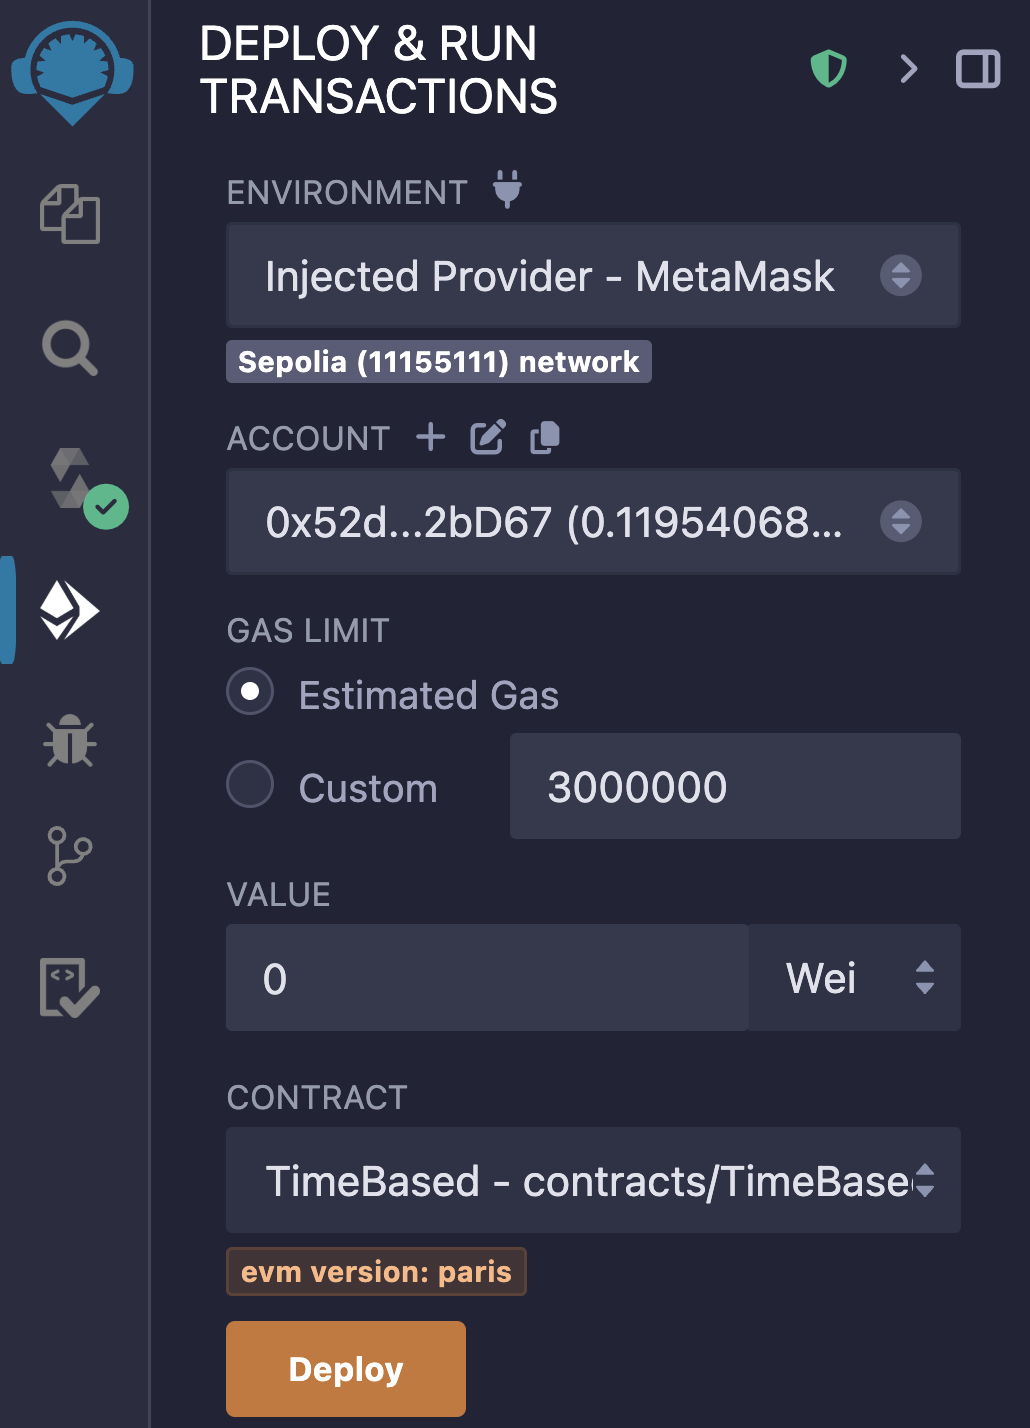 DEPLOY & RUN
TRANSACTIONS
ENVIRONMENT
Injected Provider - MetaMask
Sepolia (11155111) network
ACCOUNT
0x52d...2bD67 (0.11954068...
GAS LIMIT
Estimated Gas
Custom
3000000
VALUE
0
Wei
CONTRACT
TimeBased - contracts/TimeBase
evm version: paris
Deploy